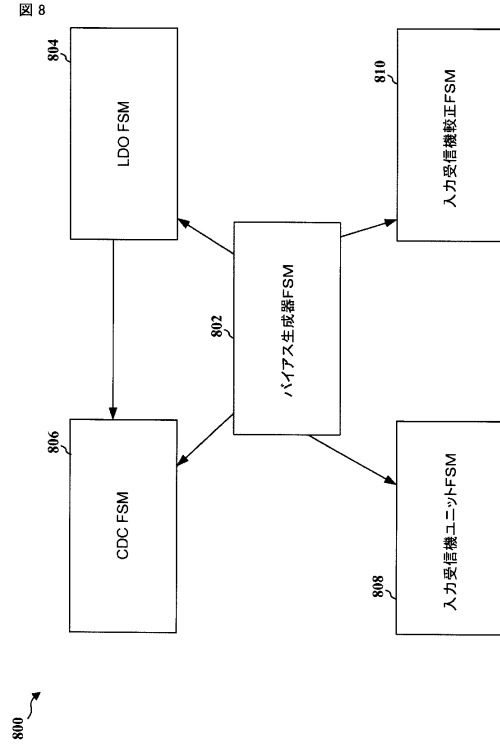 図 8
800
806
CDC FSM
804
LDO FSM
802
バイアス生成器FSM
808
入力受信機ユニットFSM
810
入力受信機較正FSM